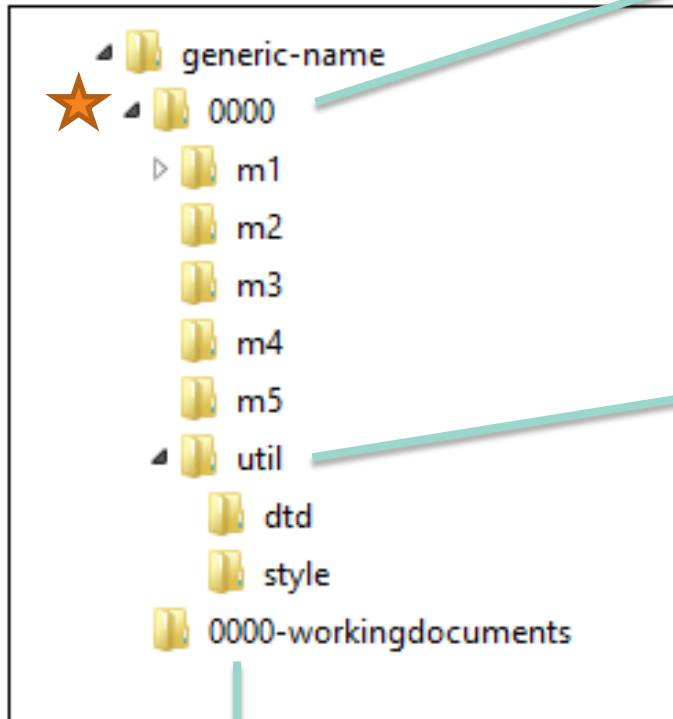 generic-name
0000
m1
m2
m3
m4
m5
util
dtd
style
0000-workingdocuments